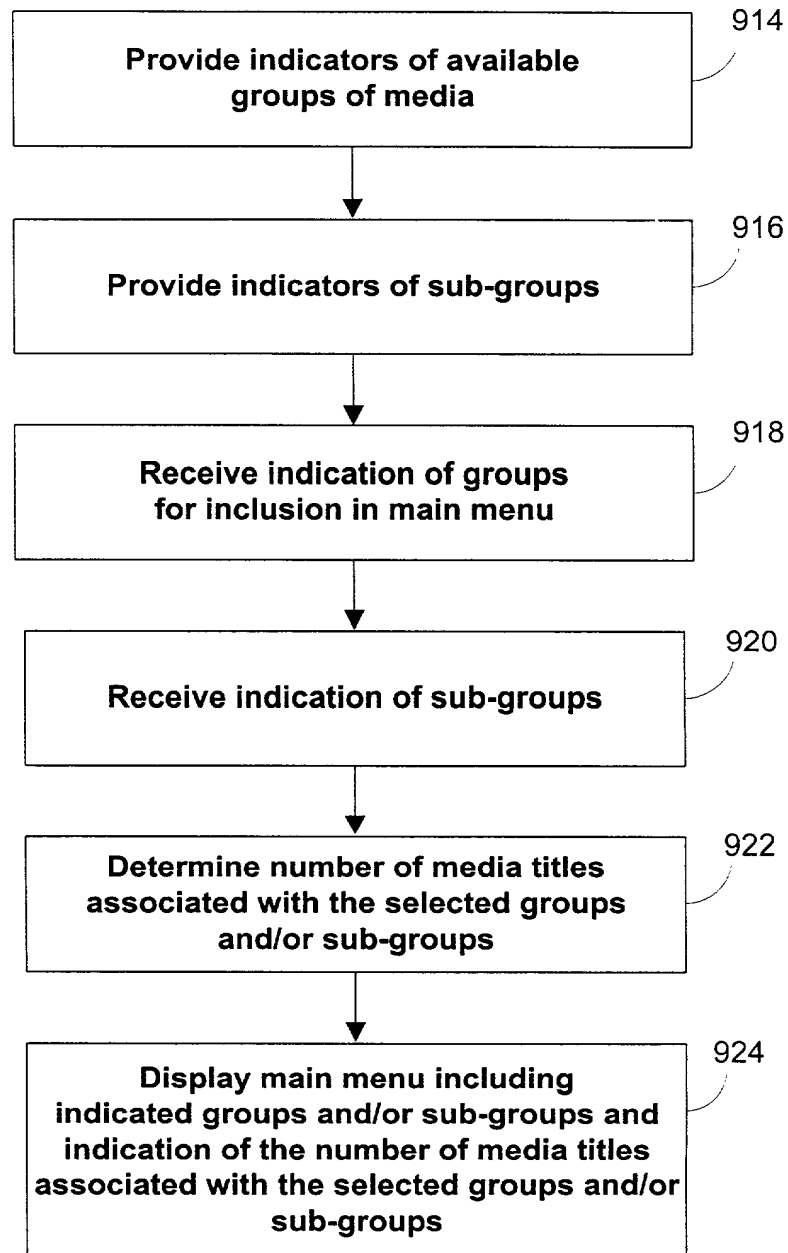 914
Provide indicators of available
groups of media
916
Provide indicators of sub-groups
918
Receive indication of groups
for inclusion in main menu
920
Receive indication of sub-groups
922
Determine number of media titles
associated with the selected groups
and/or sub-groups
924
Display main menu including
indicated groups and/or sub-groups and
indication of the number of media titles
associated with the selected groups and/or
sub-groups